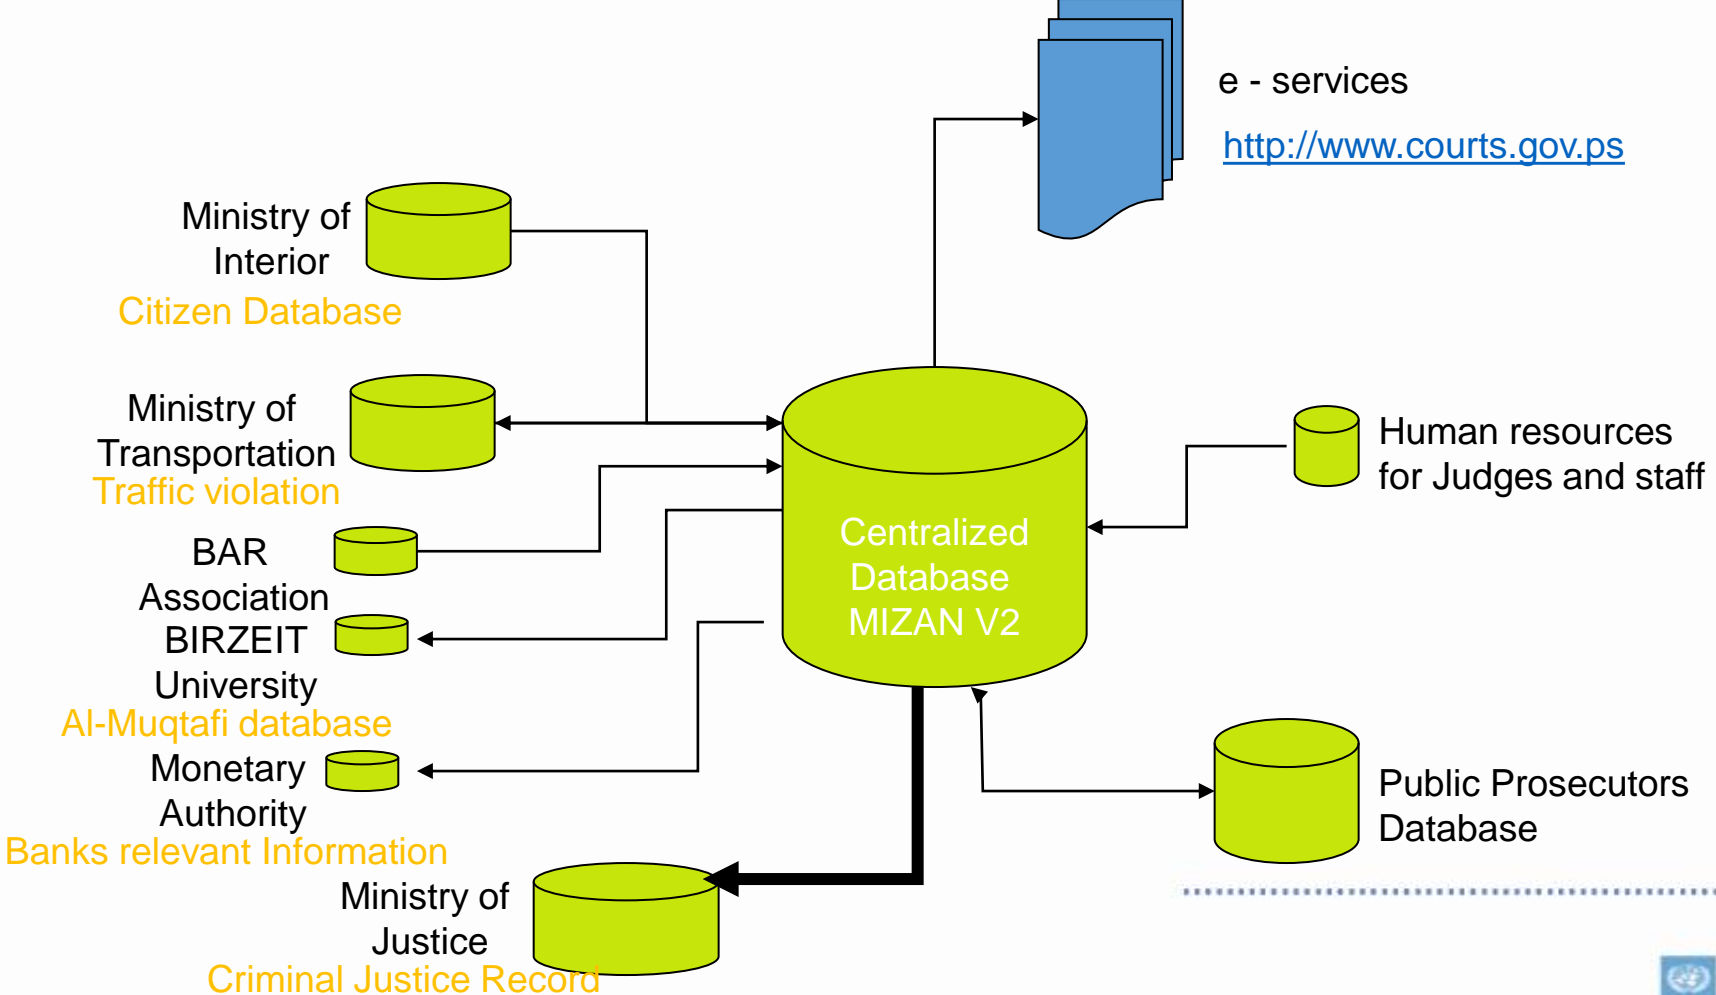 e - services
http://www.courts.gov.ps
Ministry of
Interior
Citizen Database
Ministry of
Transportation
Traffic violation
BAR
Association
BIRZEIT
University
Al-Muqtafi database
Monetary
Authority
Banks relevant Information
Ministry of
Justice
Criminal Justice Record
Centralized
Database
MIZAN V2
Human resources
for Judges and staff
Public Prosecutors
Database